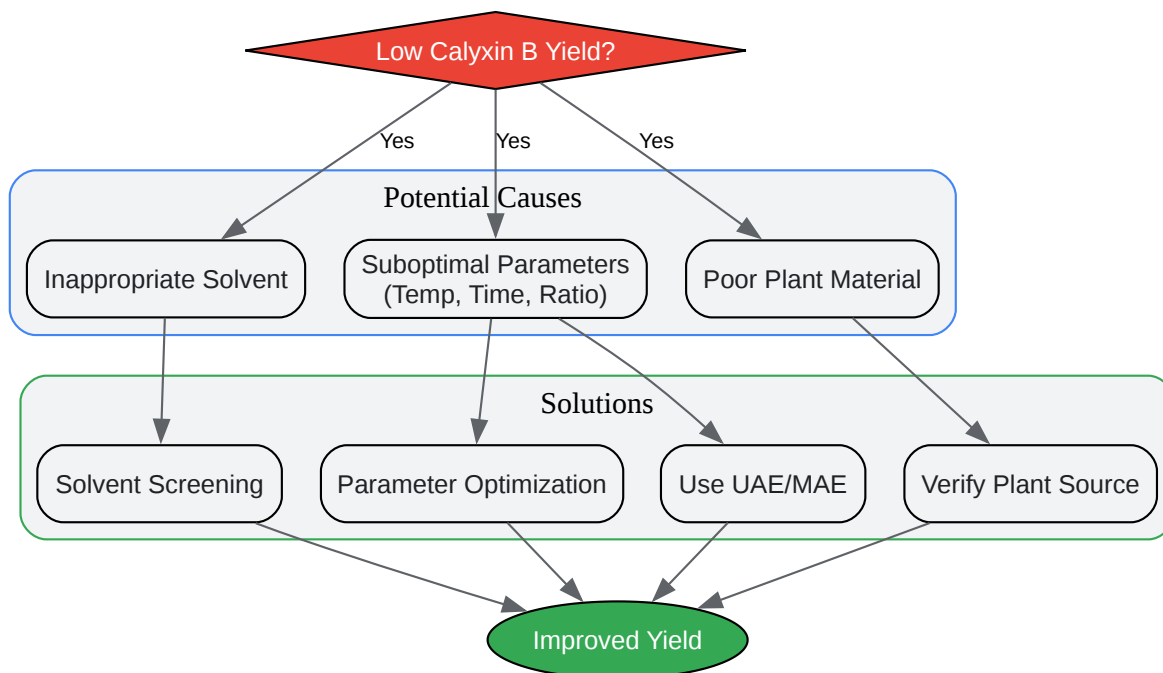 Low Calyxin B Yield?
Yes
Yes
Yes
Potential Causes
Inappropriate Solvent
Suboptimal Parameters
(Temp, Time, Ratio)
Poor Plant Material
Solutions
Solvent Screening
Parameter Optimization
Use UAE/MAE
Verify Plant Source
Improved Yield